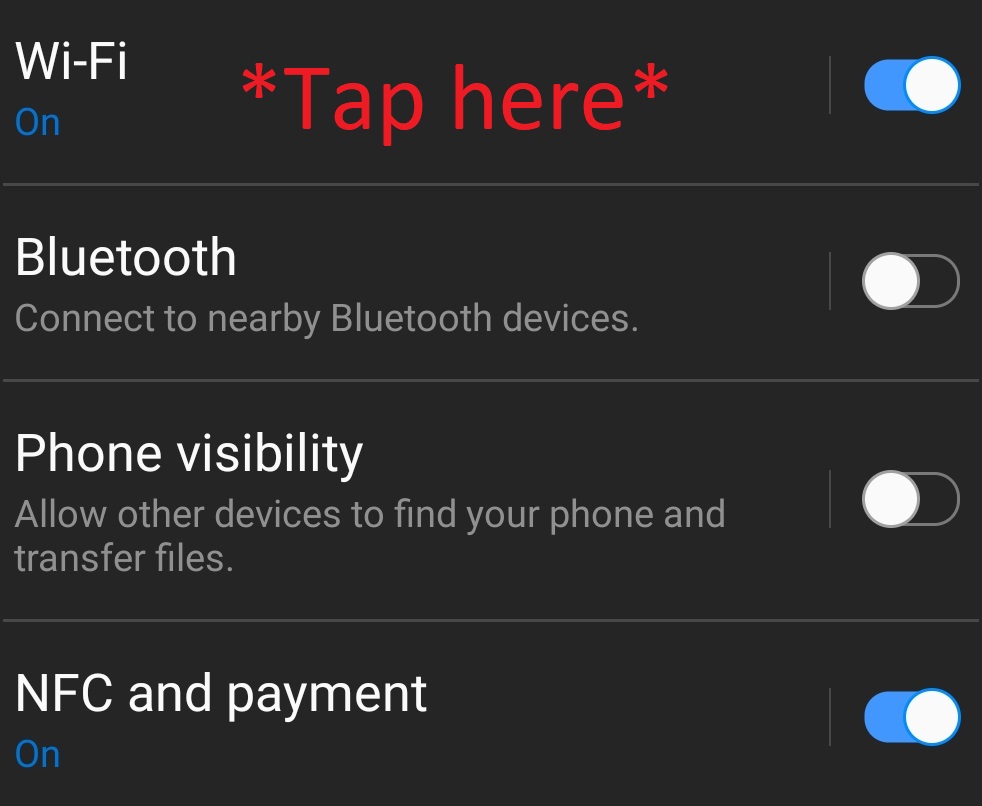 Wi-Fi
*Tap here*
On
Bluetooth
Connect to nearby Bluetooth devices.
Phone visibility
Allow other devices to find your phone and
transfer files.
NFC and payment
On